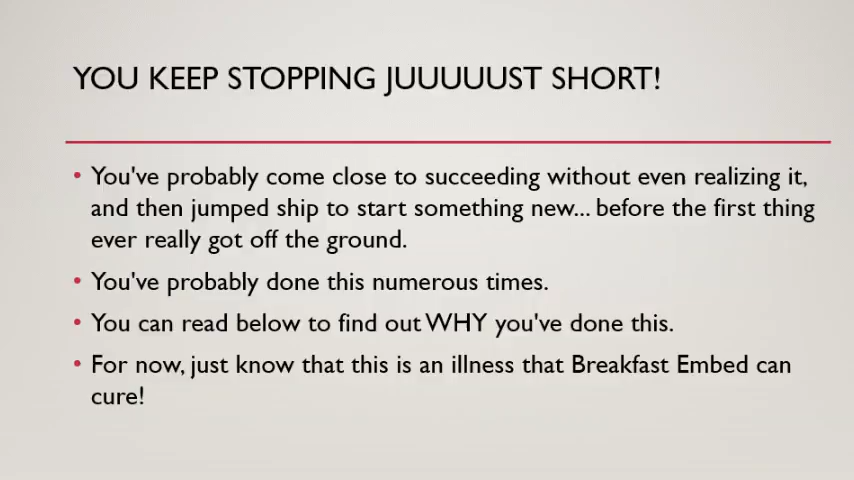 YOU KEEP STOPPING JUUUUUST SHORT!
• You've probably come close to succeeding without even realizing it,
and then jumped ship to start something new... before the first thing
ever really got off the ground.
• You've probably done this numerous times.
• You can read below to find out WHY you've done this.
• For now, just know that this is an illness that Breakfast Embed can
cure!